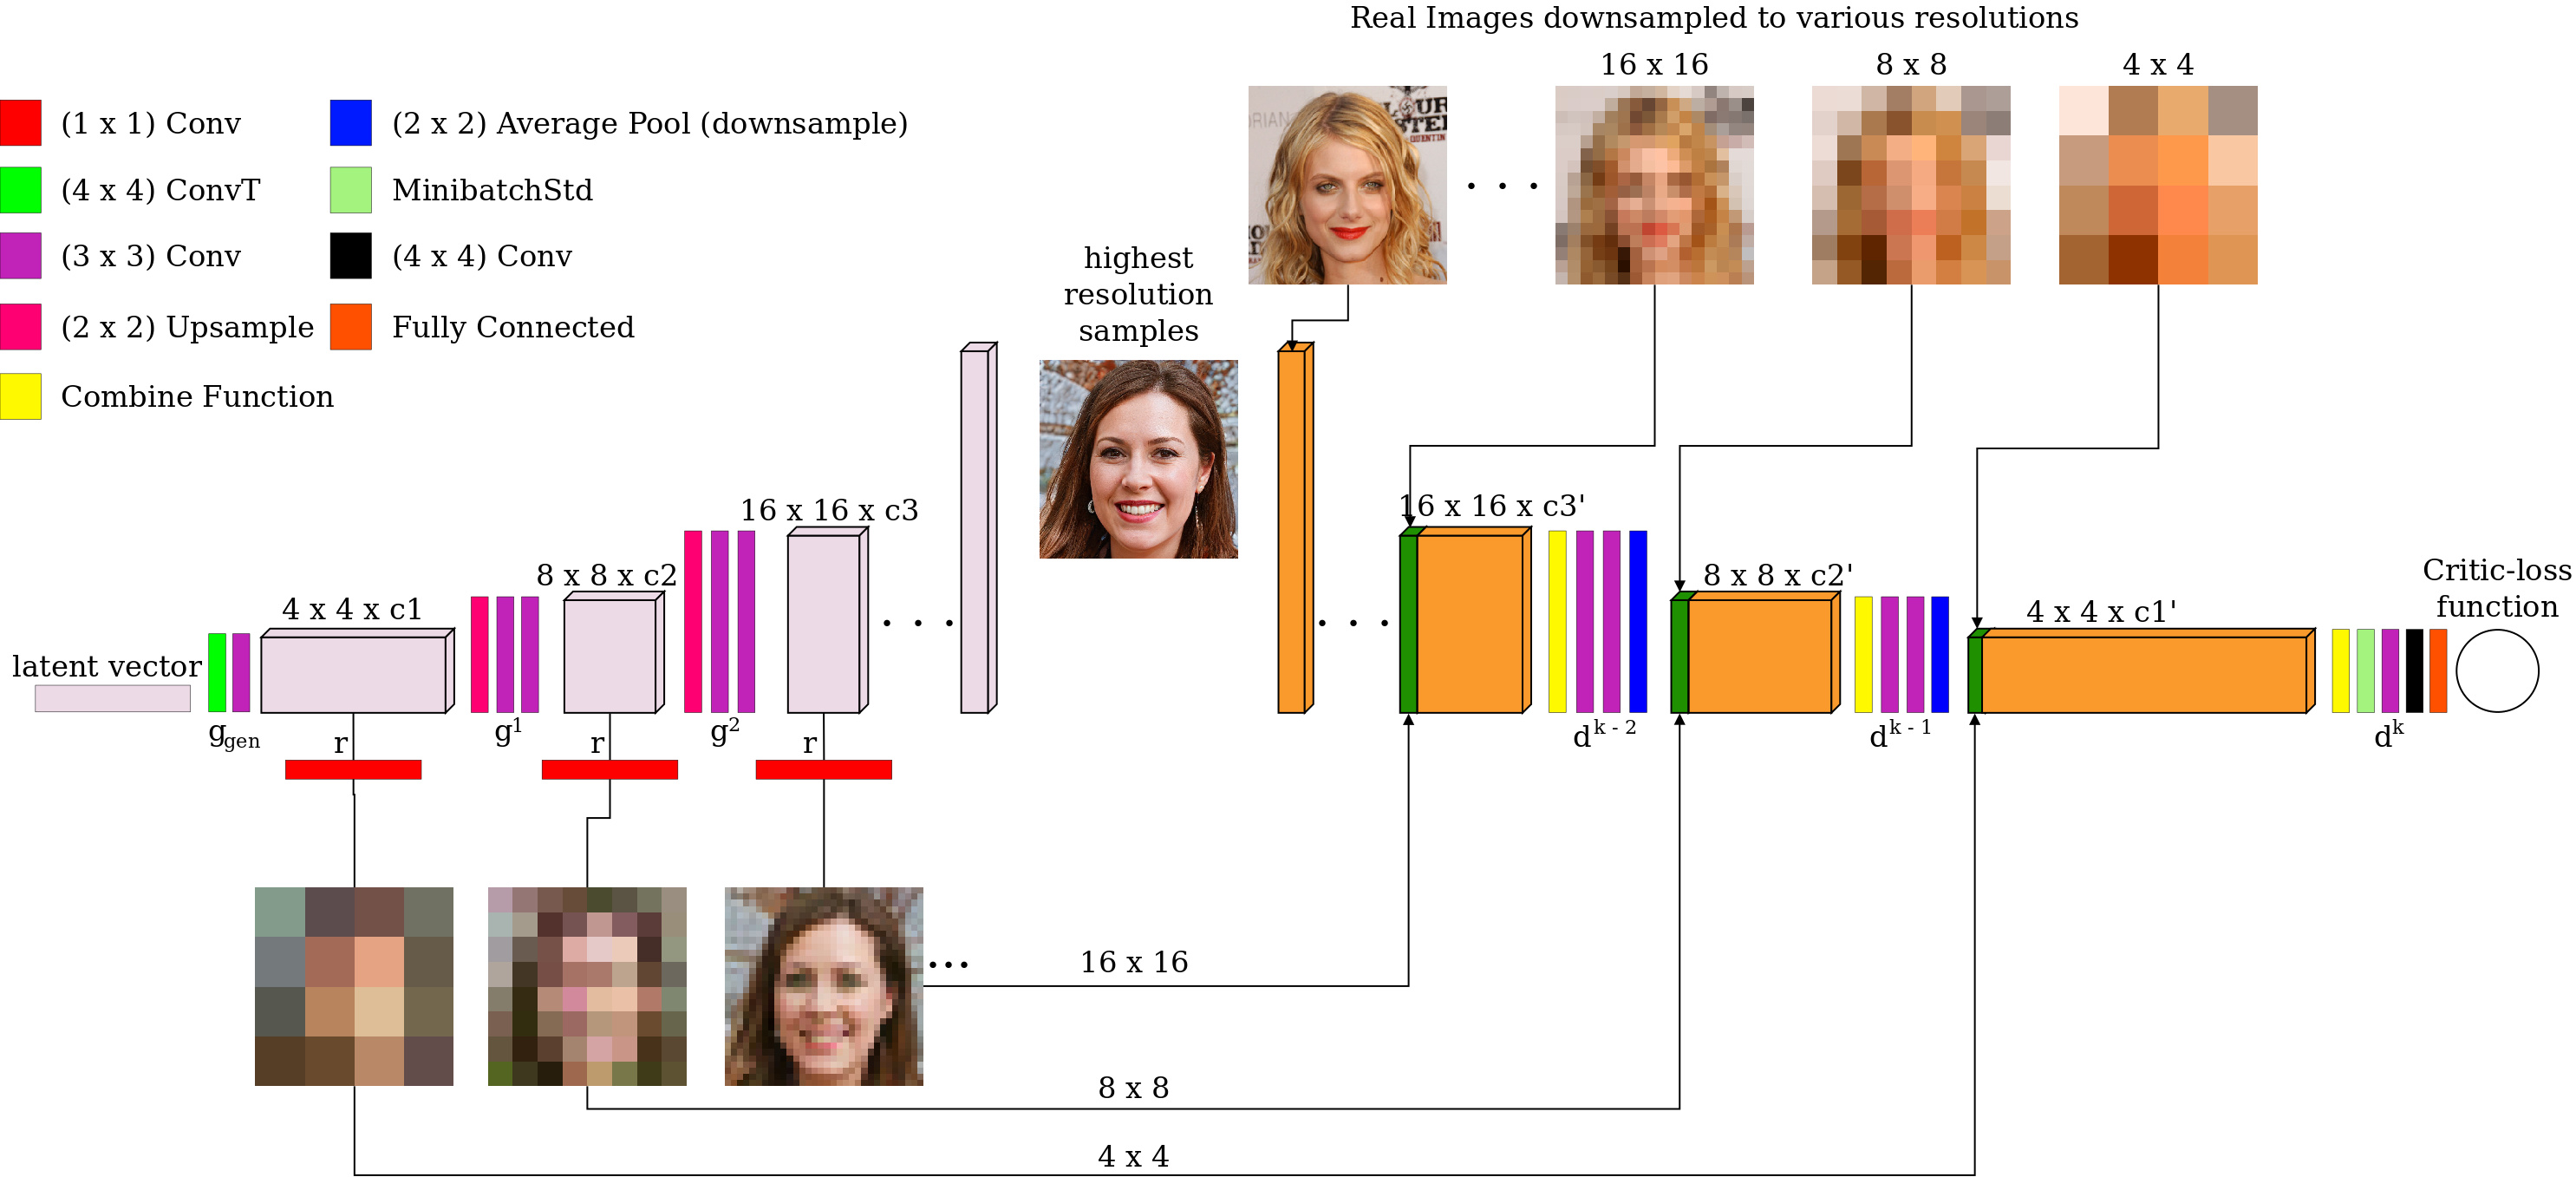 Real Images downsampled to various resolutions
16 x 16
8 x 8
4 x 4
(1 x 1) Conv
(2 x 2) Average Pool (downsample)
(4 x 4) ConvT
MinibatchStd
(3 x 3) Conv
(4 x 4) Conv
(2 x 2) Upsample
Fully Connected
Combine Function
highest
resolution
samples
16 x 16 x c3
16 x 16 x c3'
8 x 8 x c2
8 x 8 x c2'
4 x 4 x c1
4 x 4 x c1'
Critic-loss
function
latent vector
g gen
g1
g2
d k - 2
d k - 1
d k
r
r
r
...
16 x 16
8 x 8
4 x 4